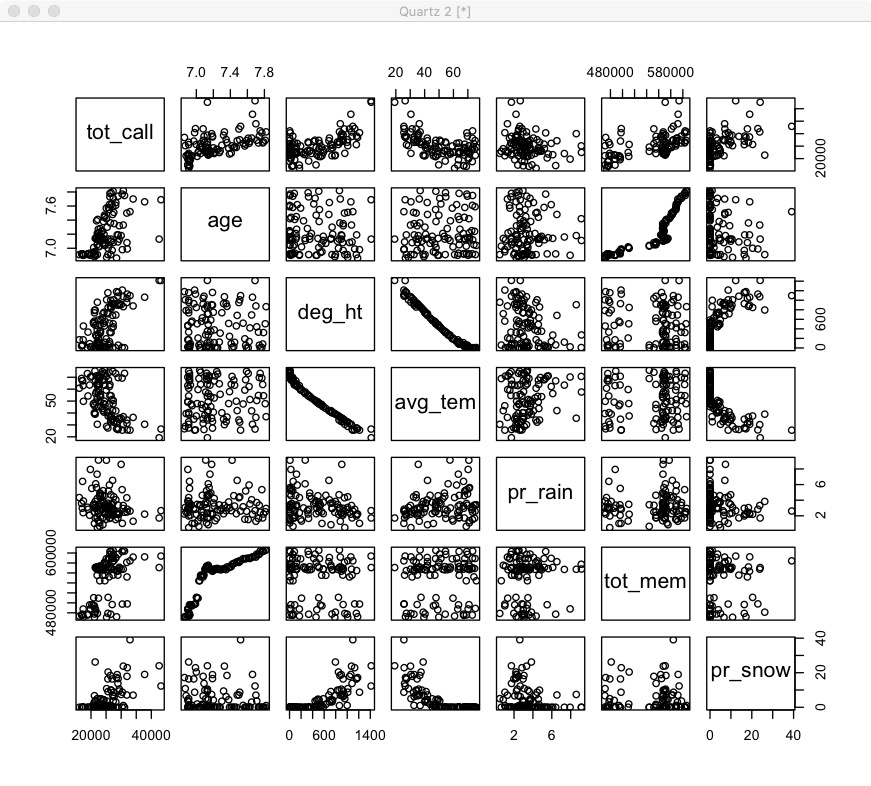 Quartz 2 [*]
7.0 7.4 7.8 20 40 60 480000 580000
tot_call
20000
7.0 7.6
age
deg_ht
0 600
20 50
avg_tem
pr_rain
2 6
480000 600000
tot_mem
pr_snow
0 20 40
20000 40000 0 600 1400 2 6 0 20 40